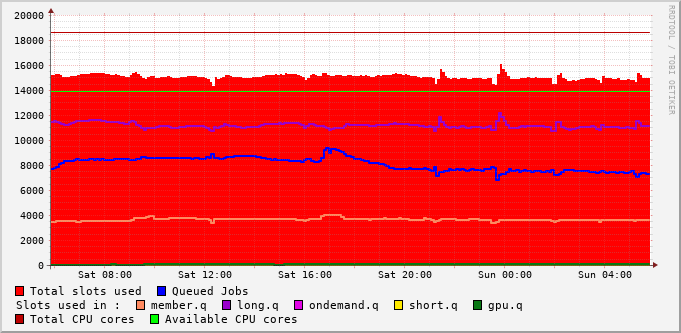 RRDTOOL / TOBI OETIKER
20000
18000
16000
14000
12000
10000
8000
6000
4000
2000
0
Sat 08:00 Sat 12:00 Sat 16:00 Sat 20:00 Sun 00:00 Sun 04:00
Total slots used Queued Jobs
Slots used in : member.q long.q ondemand.q short.q gpu.q
Total CPU cores Available CPU cores